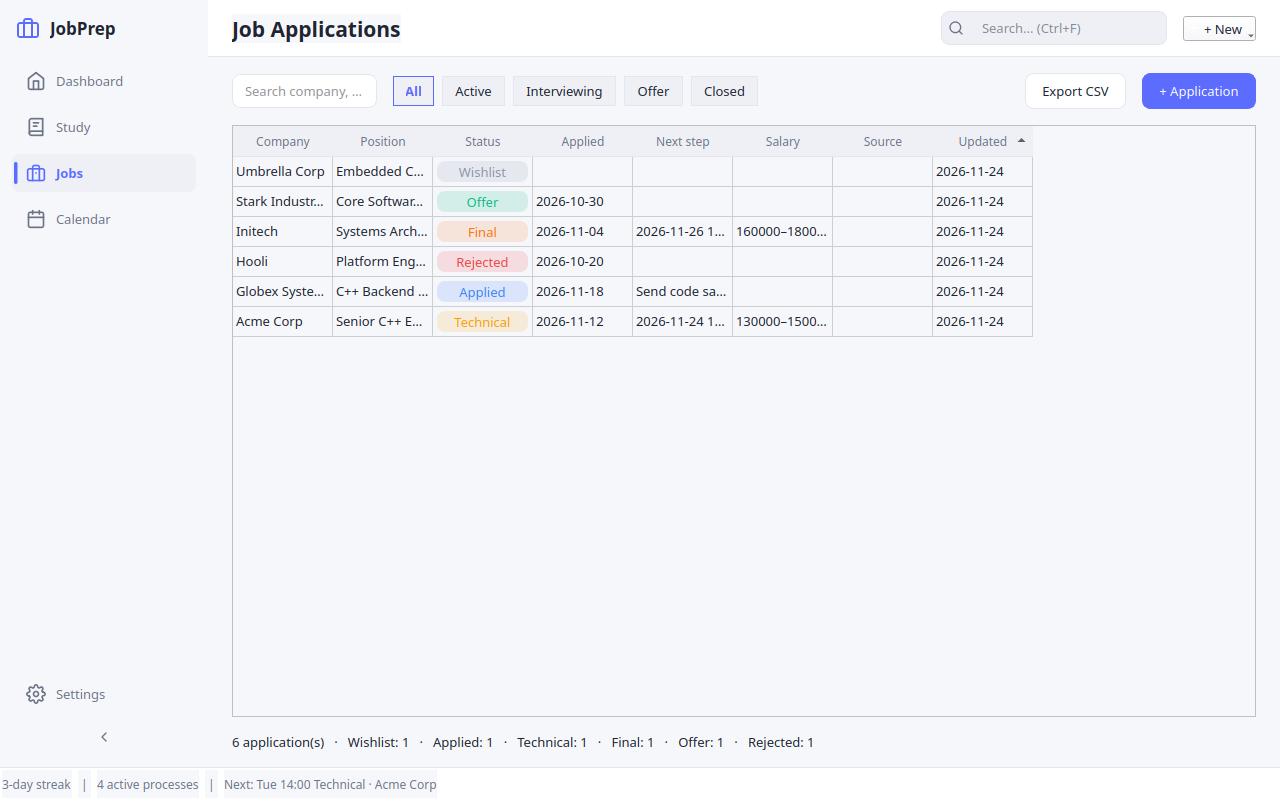 JobPrep
Job Applications
Search... (Ctrl+F)
+ New
Dashboard
Study
Jobs
Calendar
Settings
Search company, ...
All
Active
Interviewing
Offer
Closed
Export CSV
+ Application
Company Position Status Applied Next step Salary Source Updated
Umbrella Corp Embedded C... Wishlist 2026-11-24
Stark Industr... Core Softwar... Offer 2026-10-30 2026-11-24
Initech Systems Arch... Final 2026-11-04 2026-11-26 1... 160000–1800... 2026-11-24
Hooli Platform Eng... Rejected 2026-10-20 2026-11-24
Globex Syste... C++ Backend ... Applied 2026-11-18 Send code sa... 2026-11-24
Acme Corp Senior C++ E... Technical 2026-11-12 2026-11-24 1... 130000–1500... 2026-11-24
6 application(s) · Wishlist: 1 · Applied: 1 · Technical: 1 · Final: 1 · Offer: 1 · Rejected: 1
3-day streak | 4 active processes | Next: Tue 14:00 Technical · Acme Corp